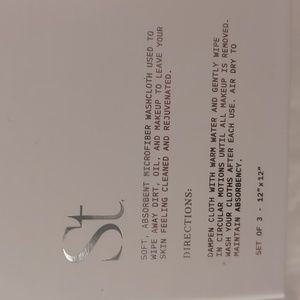 St.
SOFT, ABSORBENT MICROFIBER WASHCLOTH USED TO
WIPE AWAY DIRT, OIL, AND MAKEUP TO LEAVE YOUR
SKIN FEELING CLEANED AND REJUVENATED.
DIRECTIONS:
DAMPEN CLOTH WITH WARM WATER AND GENTLY WIPE
IN CIRCULAR MOTIONS UNTIL ALL MAKEUP IS REMOVED.
WASH YOUR CLOTHS AFTER EACH USE. AIR DRY TO
MAINTAIN ABSORBENCY.
SET OF 3 - 12"x12"